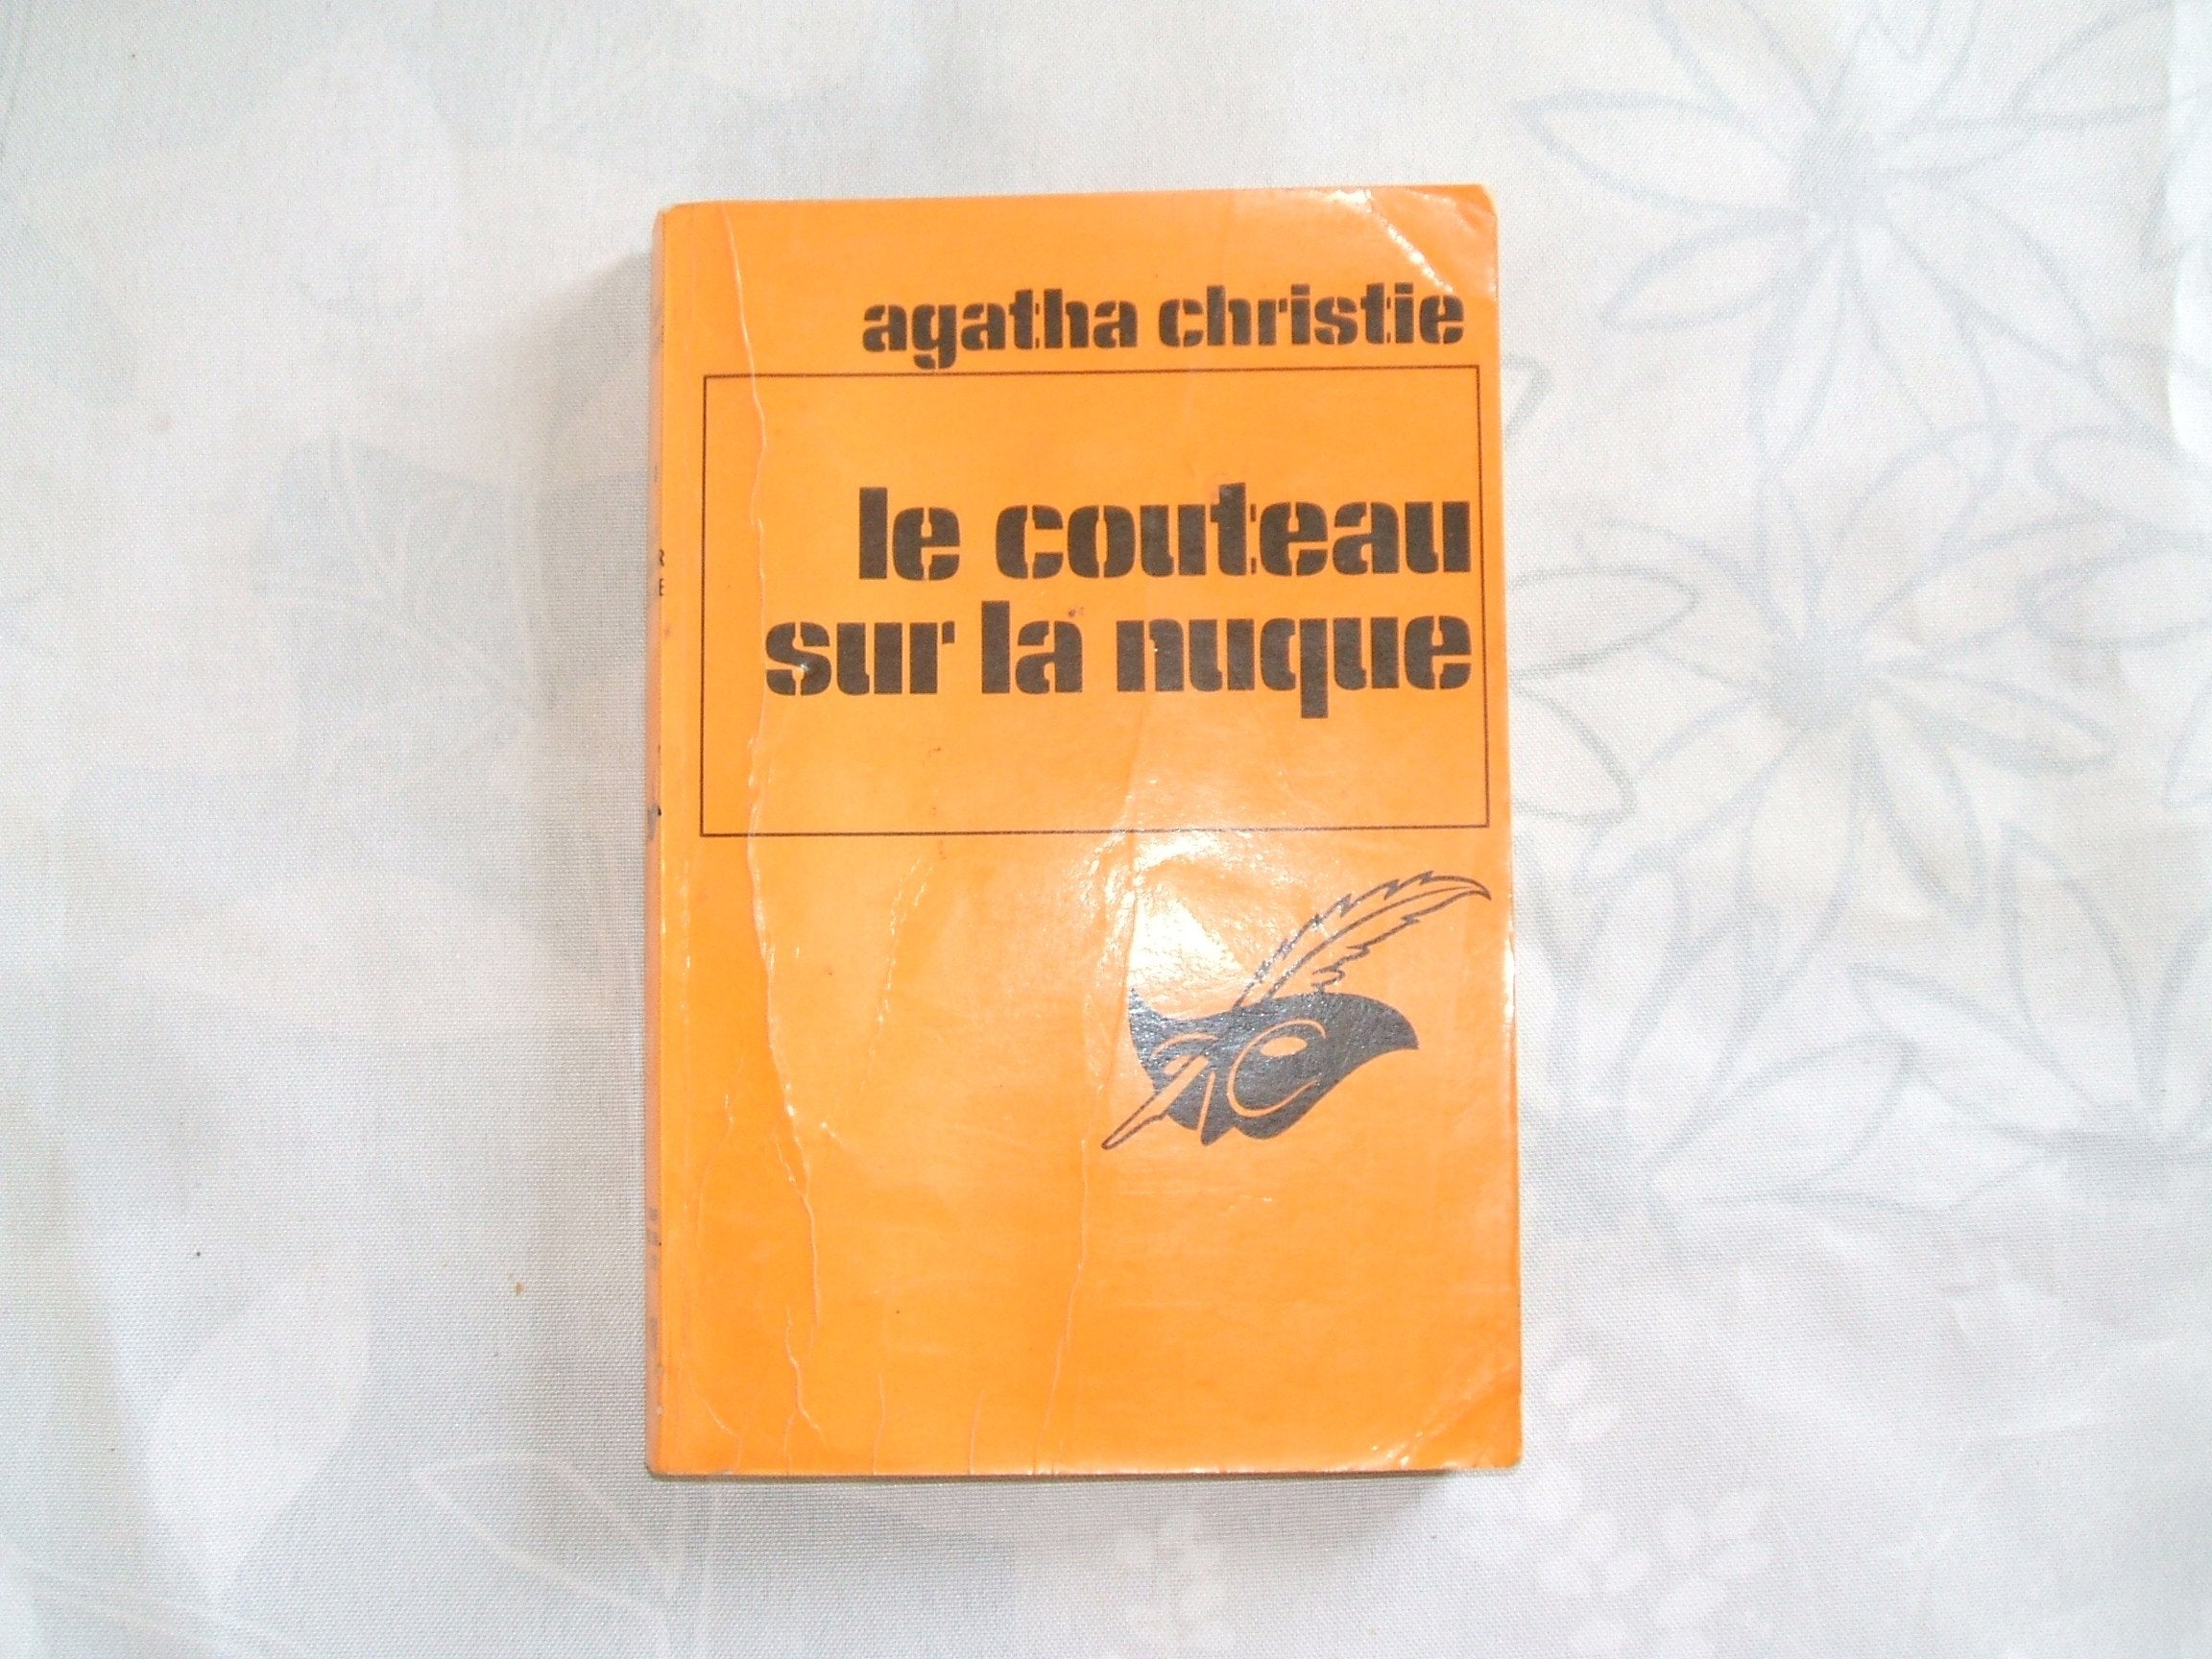 agatha christie
le couteau
sur la nuque